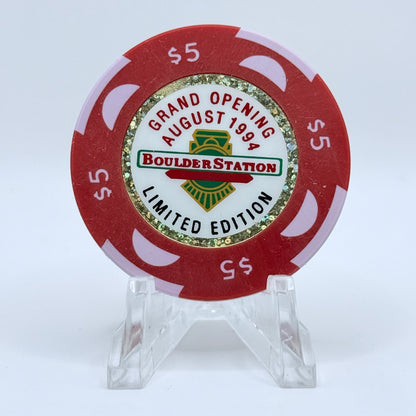 $5
GRAND OPENING
AUGUST 1994
BOULDER STATION
LIMITED EDITION
$5
$5
$5